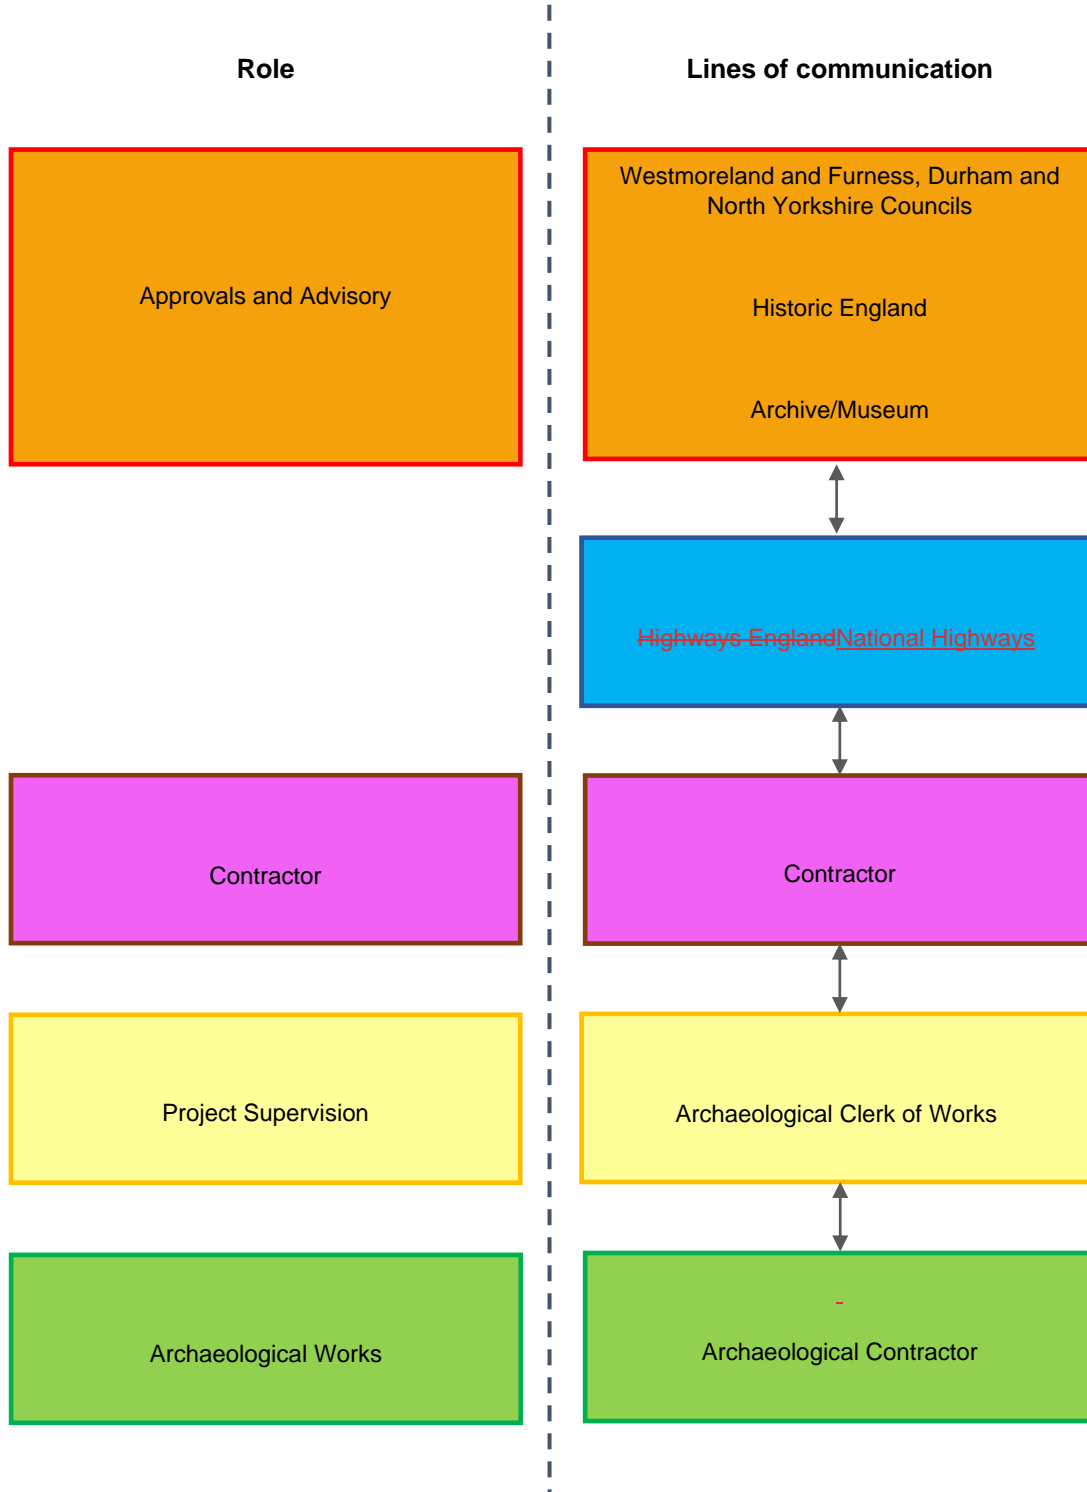 Role
Lines of communication
Approvals and Advisory
Westmoreland and Furness, Durham and
North Yorkshire Councils
Historic England
Archive/Museum
Highways EnglandNational Highways
Contractor
Contractor
Project Supervision
Archaeological Clerk of Works
Archaeological Works
Archaeological Contractor